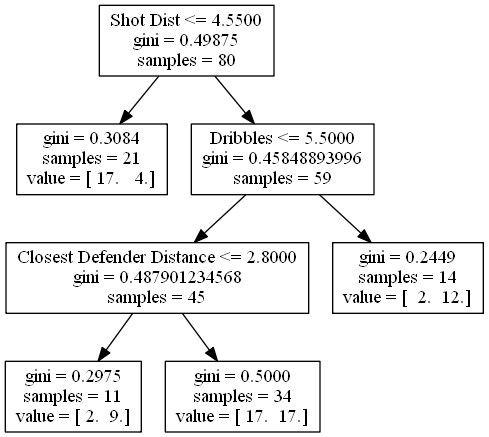 Shot Dist <= 4.5500
gini = 0.49875
samples = 80
gini = 0.3084
samples = 21
value = [ 17.   4.]
Dribbles <= 5.5000
gini = 0.45848893996
samples = 59
Closest Defender Distance <= 2.8000
gini = 0.487901234568
samples = 45
gini = 0.2449
samples = 14
value = [  2.  12.]
gini = 0.2975
samples = 11
value = [ 2.  9.]
gini = 0.5000
samples = 34
value = [ 17.  17.]